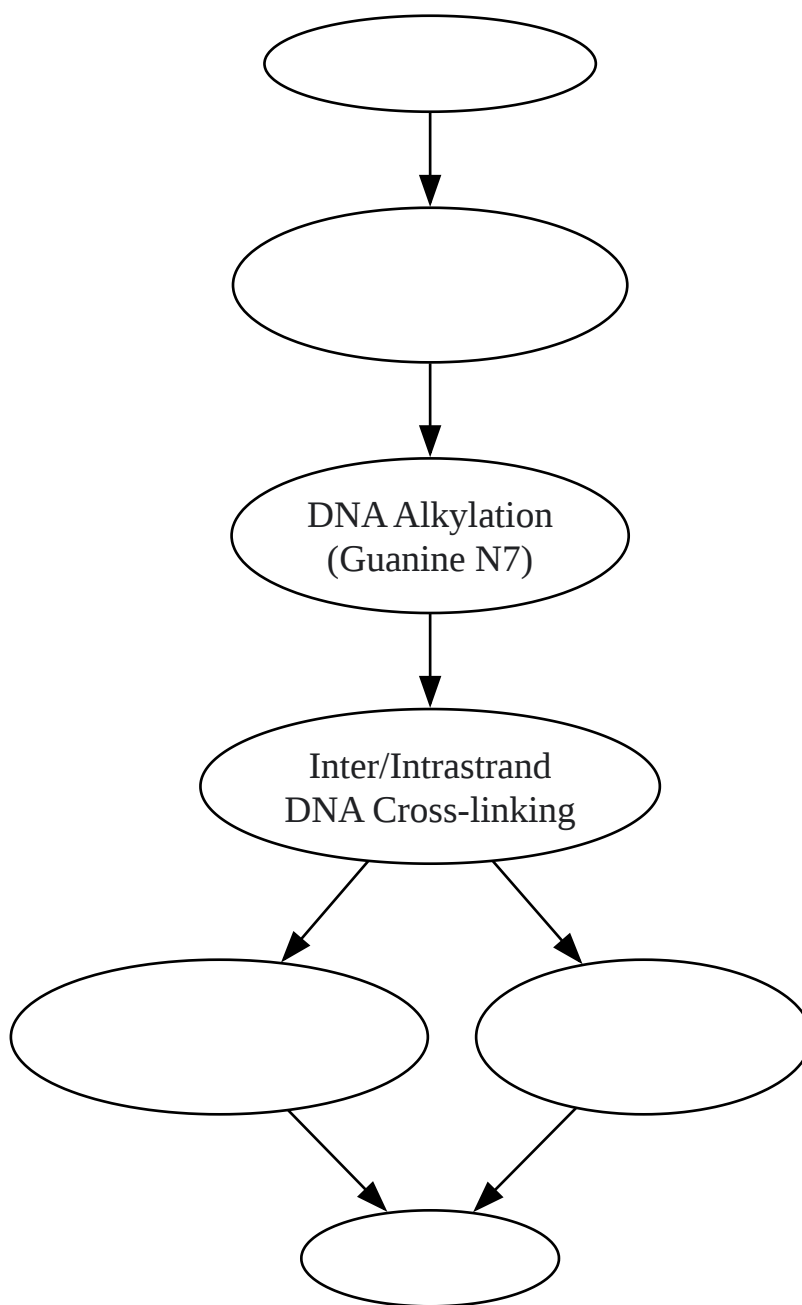 DNA Alkylation
(Guanine N7)
Inter/Intrastrand
DNA Cross-linking